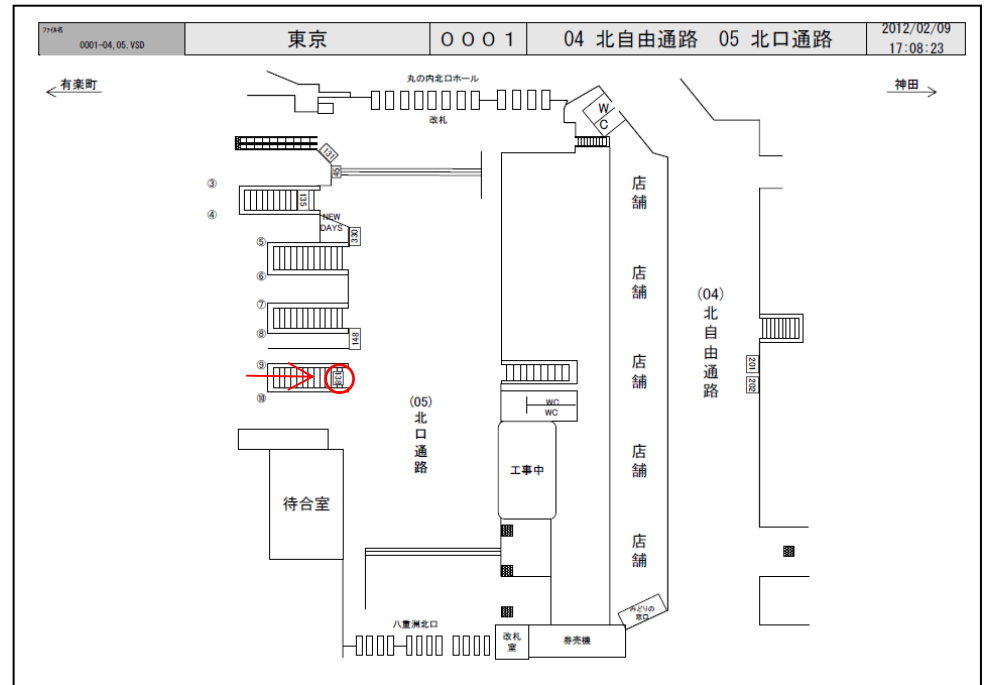 ファイル名
0001-04,05.VSD
東京
0001
04 北自由通路 05 北口通路
2012/02/09
17:08:23
有楽町
丸の内北口ホール
神田
改札
W
C
131
45
③
135
④
NEW
DAYS
330
⑤
⑥
⑦
⑧
148
⑨
⑩
店
舗
店
舗
店
舗
店
舗
店
舗
(04)
北
自
由
通
路
201
202
(05)
北
口
通
路
WC
WC
工事中
待合室
みどりの
窓口
八重洲北口
改札
室
券売機